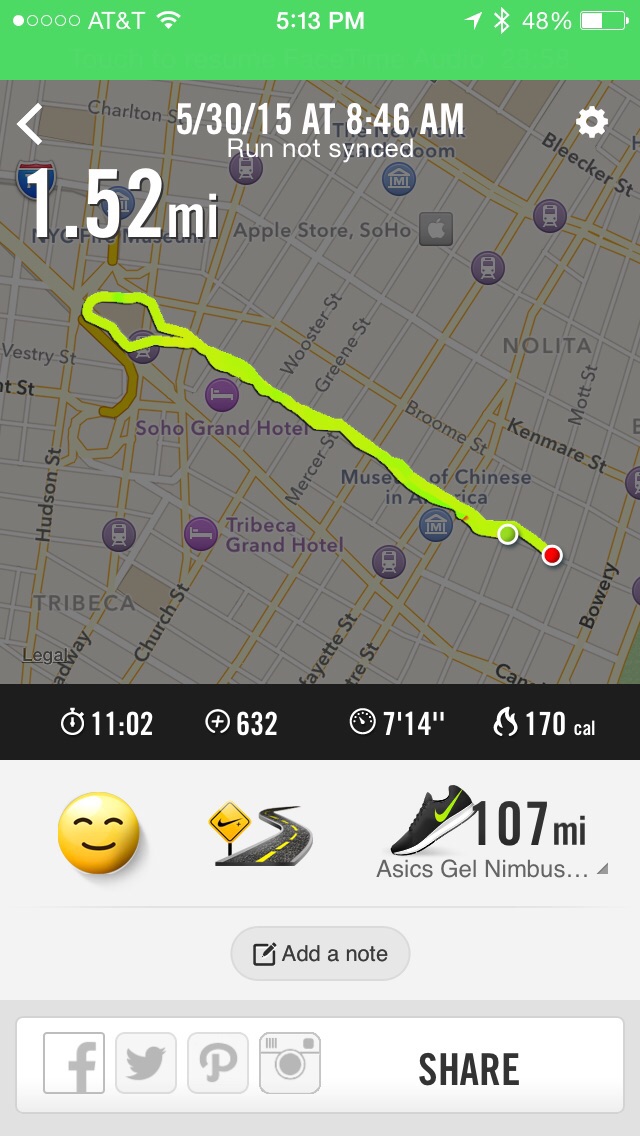 AT&T 5:13 PM 48%
5/30/15 AT 8:46 AM
Run not synced
1.52mi
Charlton St
Bleecker St
NYC Fire Museum
Apple Store, SoHo
Wooster St
Greene St
NOLITA
Vestry St
Mott St
Broome St
Kenmare St
Soho Grand Hotel
Mercer St
Museum of Chinese
in America
Hudson St
Tribeca
Grand Hotel
TRIBECA
Church St
Bowery
Legal
11:02 632 7'14'' 170 cal
107mi
Asics Gel Nimbus...
Add a note
SHARE